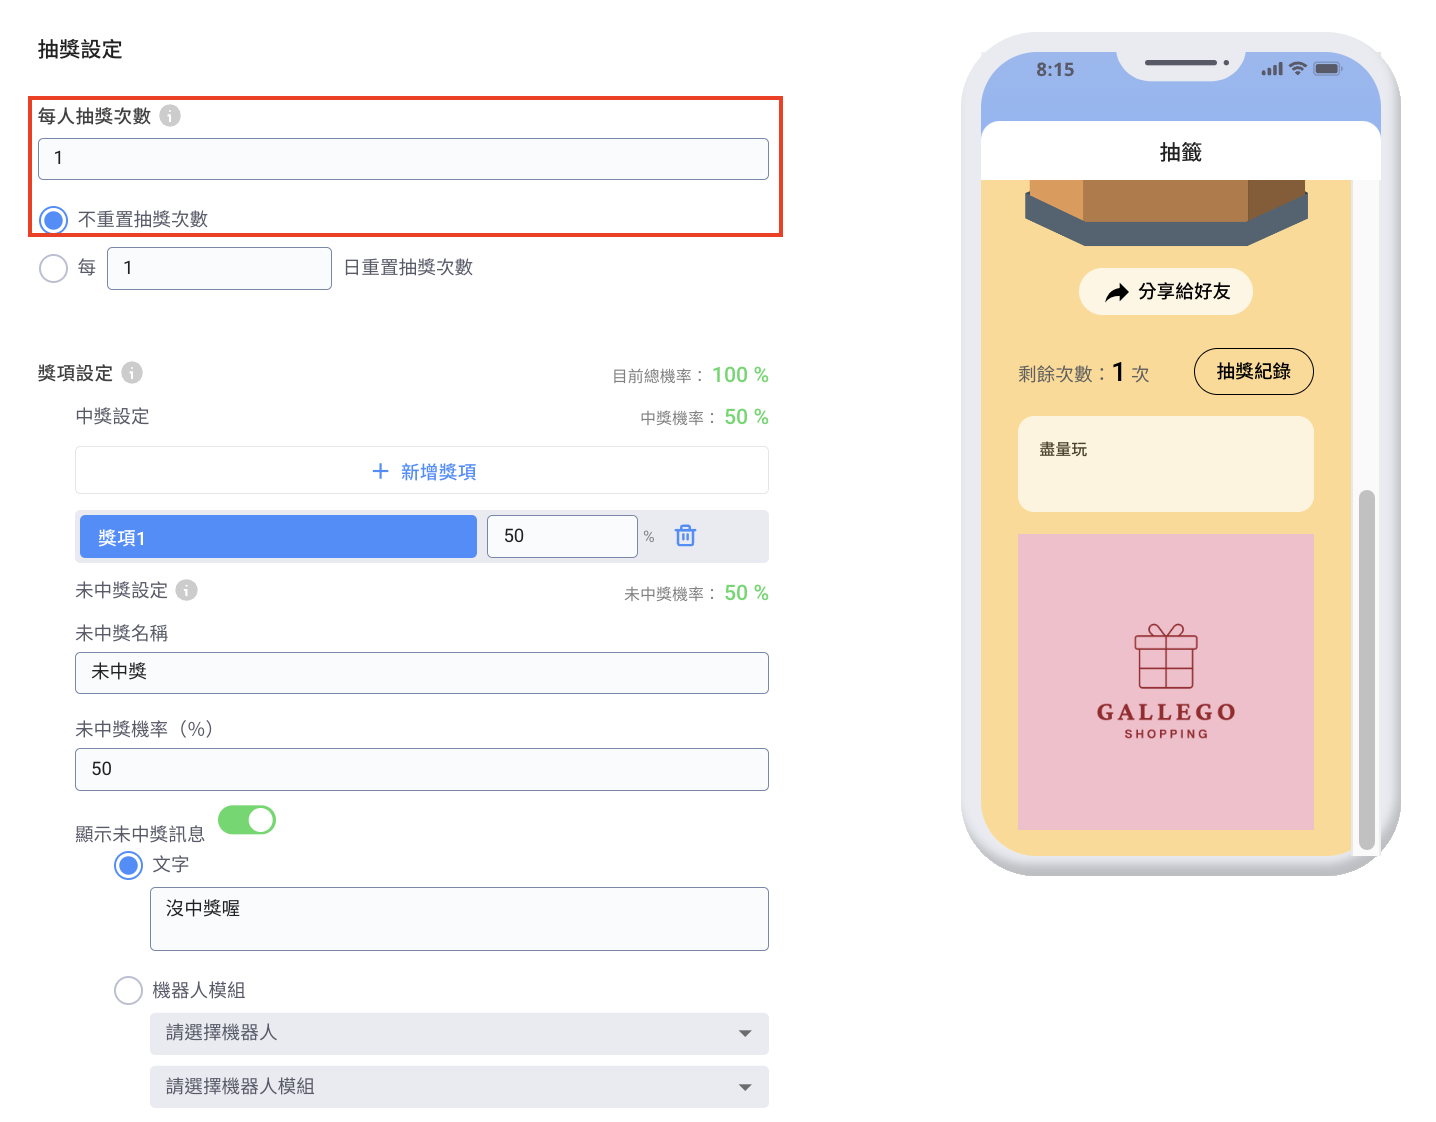 抽獎設定
每人抽獎次數
1
不重置抽獎次數
每 1 日重置抽獎次數
獎項設定
目前總機率： 100 %
中獎設定
中獎機率： 50 %
＋ 新增獎項
獎項1
50 %
未中獎設定
未中獎機率： 50 %
未中獎名稱
未中獎
未中獎機率（%）
50
顯示未中獎訊息
文字
沒中獎喔
機器人模組
請選擇機器人
請選擇機器人模組
8:15
抽籤
分享給好友
剩餘次數：1 次
抽獎紀錄
盡量玩
GALLEGO
SHOPPING